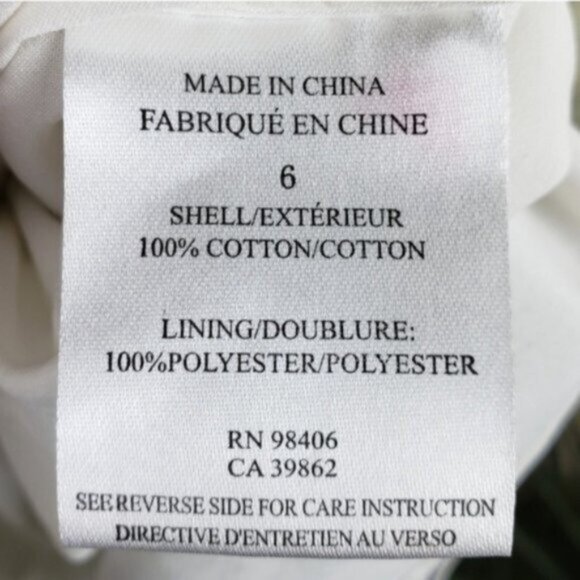 MADE IN CHINA
FABRIQUÉ EN CHINE
6
SHELL/EXTÉRIEUR
100% COTTON/COTTON
LINING/DOUBLURE:
100%POLYESTER/POLYESTER
RN 98406
CA 39862
SEE REVERSE SIDE FOR CARE INSTRUCTION
DIRECTIVE D'ENTRETIEN AU VERSO